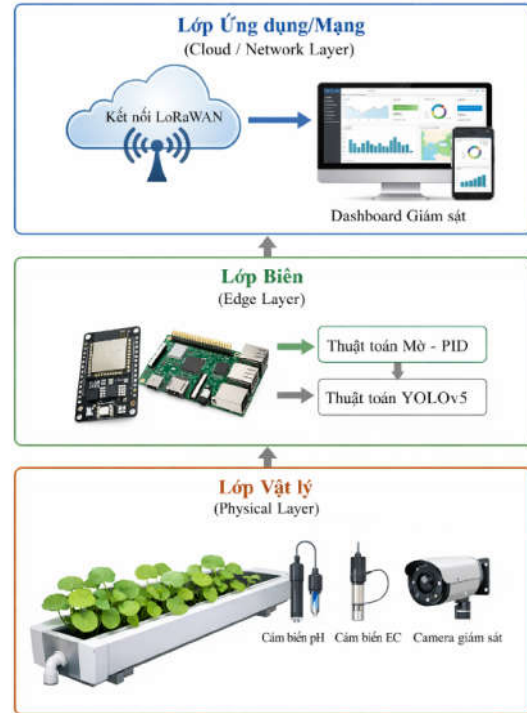 Lớp Ứng dụng/Mạng
(Cloud / Network Layer)
Kết nối LoRaWAN
Dashboard Giám sát
Lớp Biên
(Edge Layer)
Thuật toán Mờ - PID
Thuật toán YOLOv5
Lớp Vật lý
(Physical Layer)
Cảm biến pH
Cảm biến EC
Camera giám sát